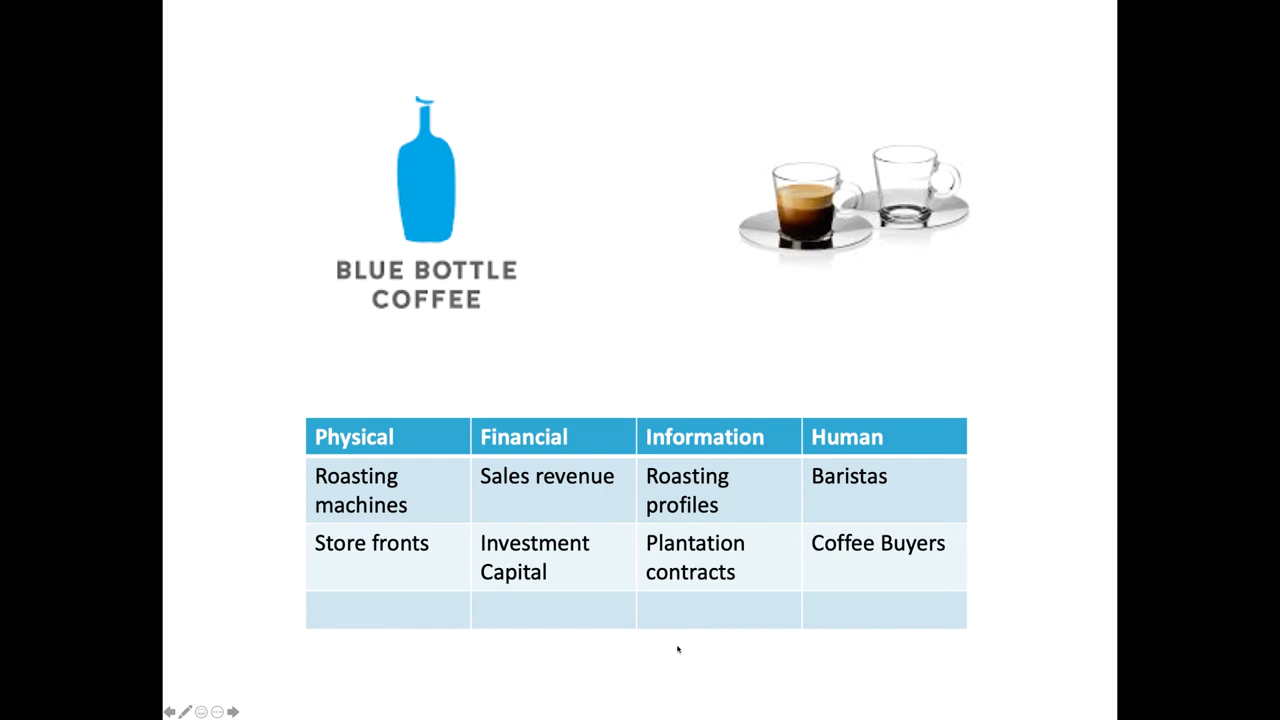 BLUE BOTTLE
COFFEE
Physical
Financial
Information
Human
Roasting
machines
Sales revenue
Roasting
profiles
Baristas
Store fronts
Investment
Capital
Plantation
contracts
Coffee Buyers